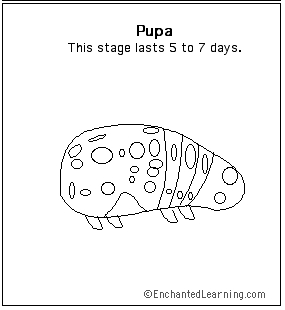 Pupa
This stage lasts 5 to 7 days.
©EnchantedLearning.com